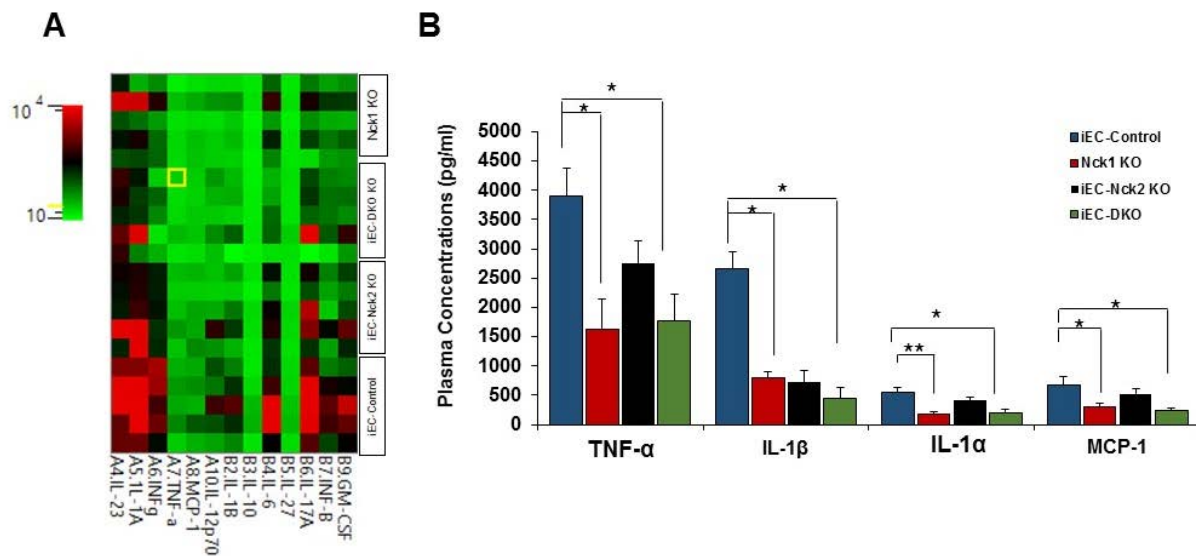 A
10 4
10
Nck1 KO
iEC-DKO KO
iEC-Nck2 KO
iEC-Control
A4.IL-23
A5.1L-1A
A6.INFg
A7.TNF-a
A8.MCP-1
A10.IL-12p70
B2.IL-1B
B3.IL-10
B4.IL-6
B5.IL-27
B6.IL-17A
B7.INF-B
B9.GM-CSF
B
Plasma Concentrations (pg/ml)
5000
4500
4000
3500
3000
2500
2000
1500
1000
500
0
*
*
*
*
*
**
*
*
iEC-Control
Nck1 KO
iEC-Nck2 KO
iEC-DKO
TNF-α
IL-1β
IL-1α
MCP-1